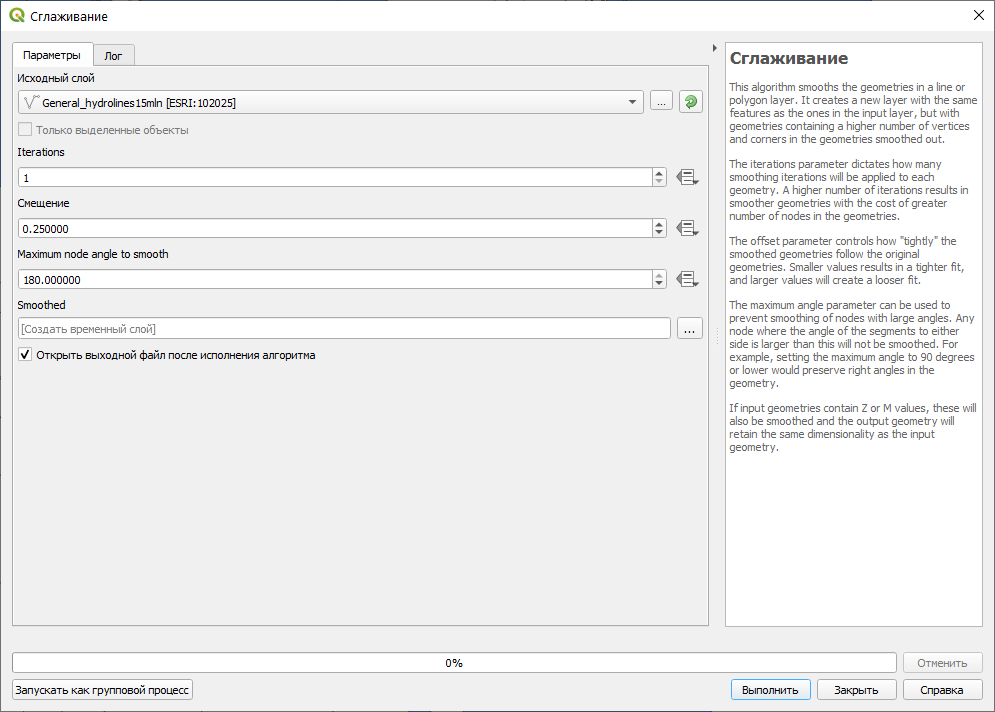 Сглаживание
Параметры
Лог
Исходный слой
General_hydrolines15mln [ESRI:102025]
...
Только выделенные объекты
Iterations
1
Смещение
0.250000
Maximum node angle to smooth
180.000000
Smoothed
[Создать временный слой]
...
Открыть выходной файл после исполнения алгоритма
Сглаживание
This algorithm smooths the geometries in a line or
polygon layer. It creates a new layer with the same
features as the ones in the input layer, but with
geometries containing a higher number of vertices
and corners in the geometries smoothed out.
The iterations parameter dictates how many
smoothing iterations will be applied to each
geometry. A higher number of iterations results in
smoother geometries with the cost of greater
number of nodes in the geometries.
The offset parameter controls how "tightly" the
smoothed geometries follow the original
geometries. Smaller values results in a tighter fit,
and larger values will create a looser fit.
The maximum angle parameter can be used to
prevent smoothing of nodes with large angles. Any
node where the angle of the segments to either
side is larger than this will not be smoothed. For
example, setting the maximum angle to 90 degrees
or lower would preserve right angles in the
geometry.
If input geometries contain Z or M values, these will
also be smoothed and the output geometry will
retain the same dimensionality as the input
geometry.
0%
Отменить
Запускать как групповой процесс
Выполнить
Закрыть
Справка